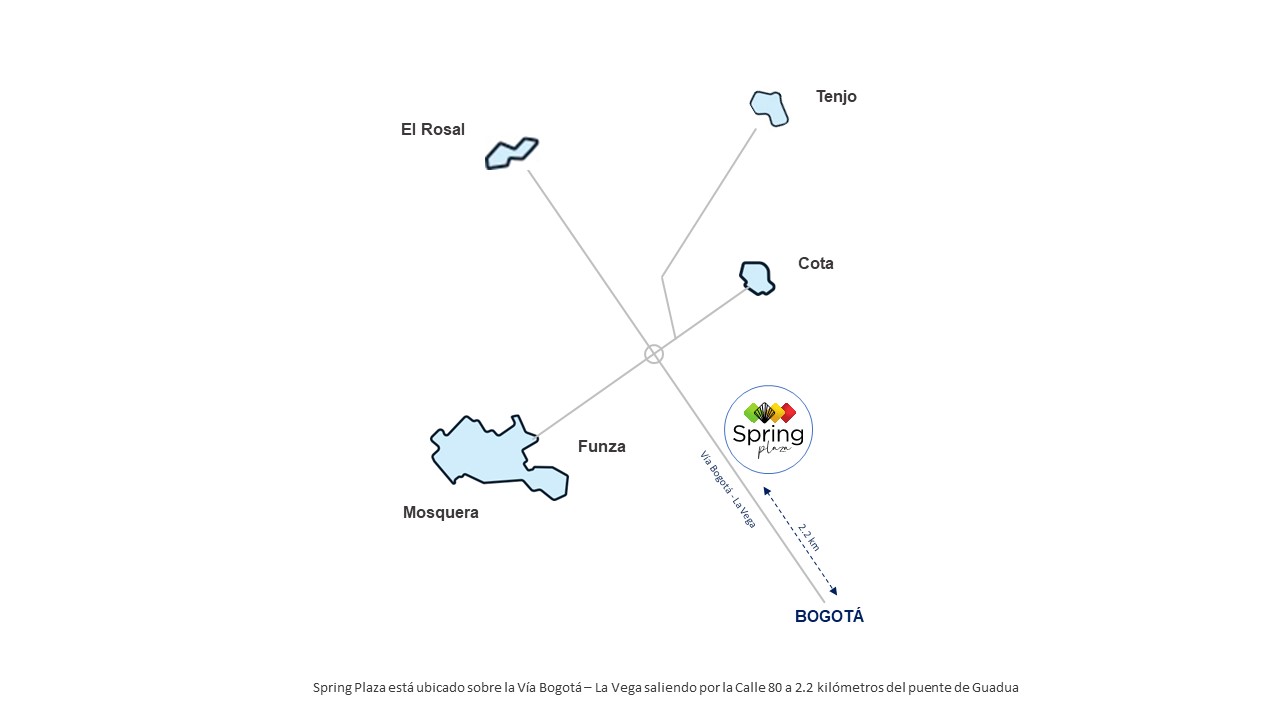 Tenjo
El Rosal
Cota
Spring
plaza
Funza
Vía Bogotá - La Vega
Mosquera
2.2 km
BOGOTÁ
Spring Plaza está ubicado sobre la Vía Bogotá – La Vega saliendo por la Calle 80 a 2.2 kilómetros del puente de Guadua